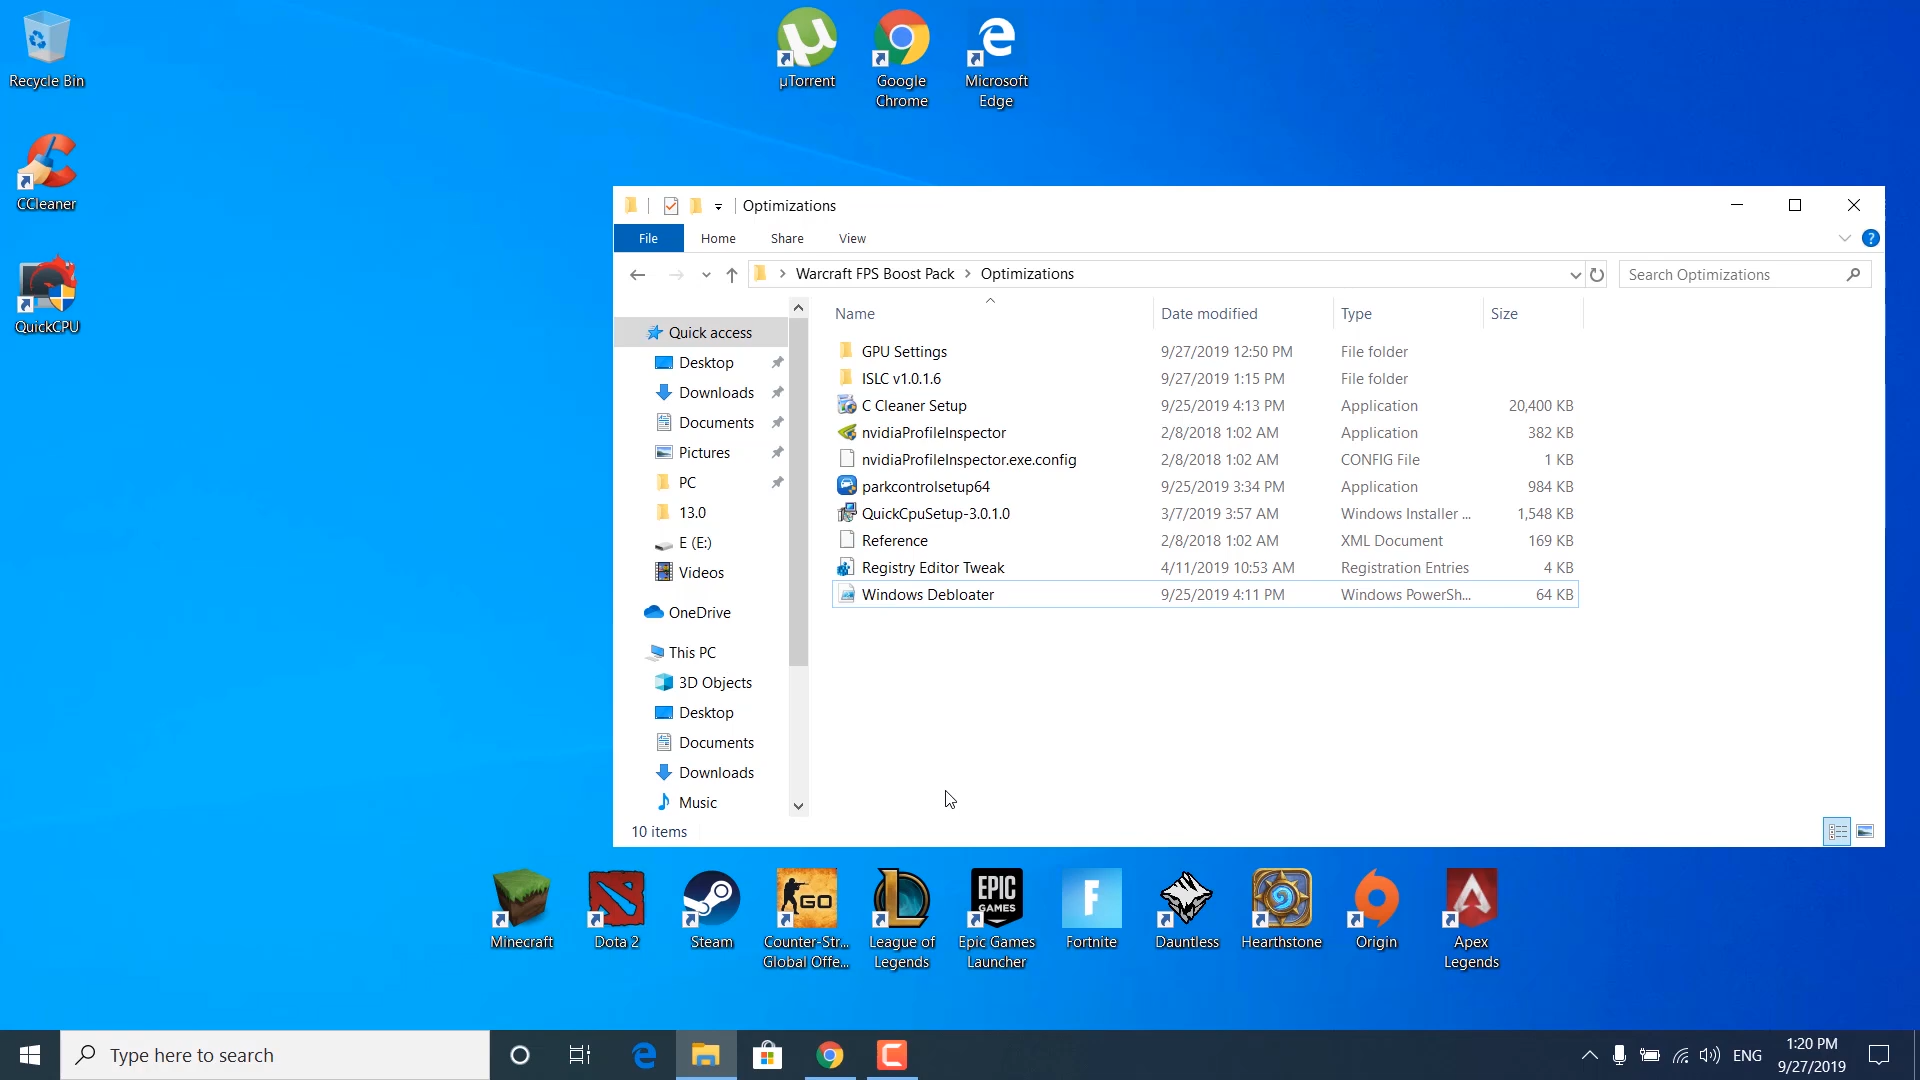 Recycle Bin
CCleaner
QuickCPU
µTorrent
Google
Chrome
Microsoft
Edge
Optimizations
File
Home
Share
View
?
Warcraft FPS Boost Pack > Optimizations
Search Optimizations
Name
Date modified
Type
Size
GPU Settings 9/27/2019 12:50 PM File folder
ISLC v1.0.1.6 9/27/2019 1:15 PM File folder
C Cleaner Setup 9/25/2019 4:13 PM Application 20,400 KB
nvidiaProfileInspector 2/8/2018 1:02 AM Application 382 KB
nvidiaProfileInspector.exe.config 2/8/2018 1:02 AM CONFIG File 1 KB
parkcontrolsetup64 9/25/2019 3:34 PM Application 984 KB
QuickCpuSetup-3.0.1.0 3/7/2019 3:57 AM Windows Installer ... 1,548 KB
Reference 2/8/2018 1:02 AM XML Document 169 KB
Registry Editor Tweak 4/11/2019 10:53 AM Registration Entries 4 KB
Windows Debloater 9/25/2019 4:11 PM Windows PowerSh... 64 KB
Quick access
Desktop
Downloads
Documents
Pictures
PC
13.0
E (E:)
Videos
OneDrive
This PC
3D Objects
Desktop
Documents
Downloads
Music
10 items
GO
EPIC
GAMES
F
Minecraft
Dota 2
Steam
Counter-Str...
Global Offe...
League of
Legends
Epic Games
Launcher
Fortnite
Dauntless
Hearthstone
Origin
Apex
Legends
Type here to search
ENG
1:20 PM
9/27/2019